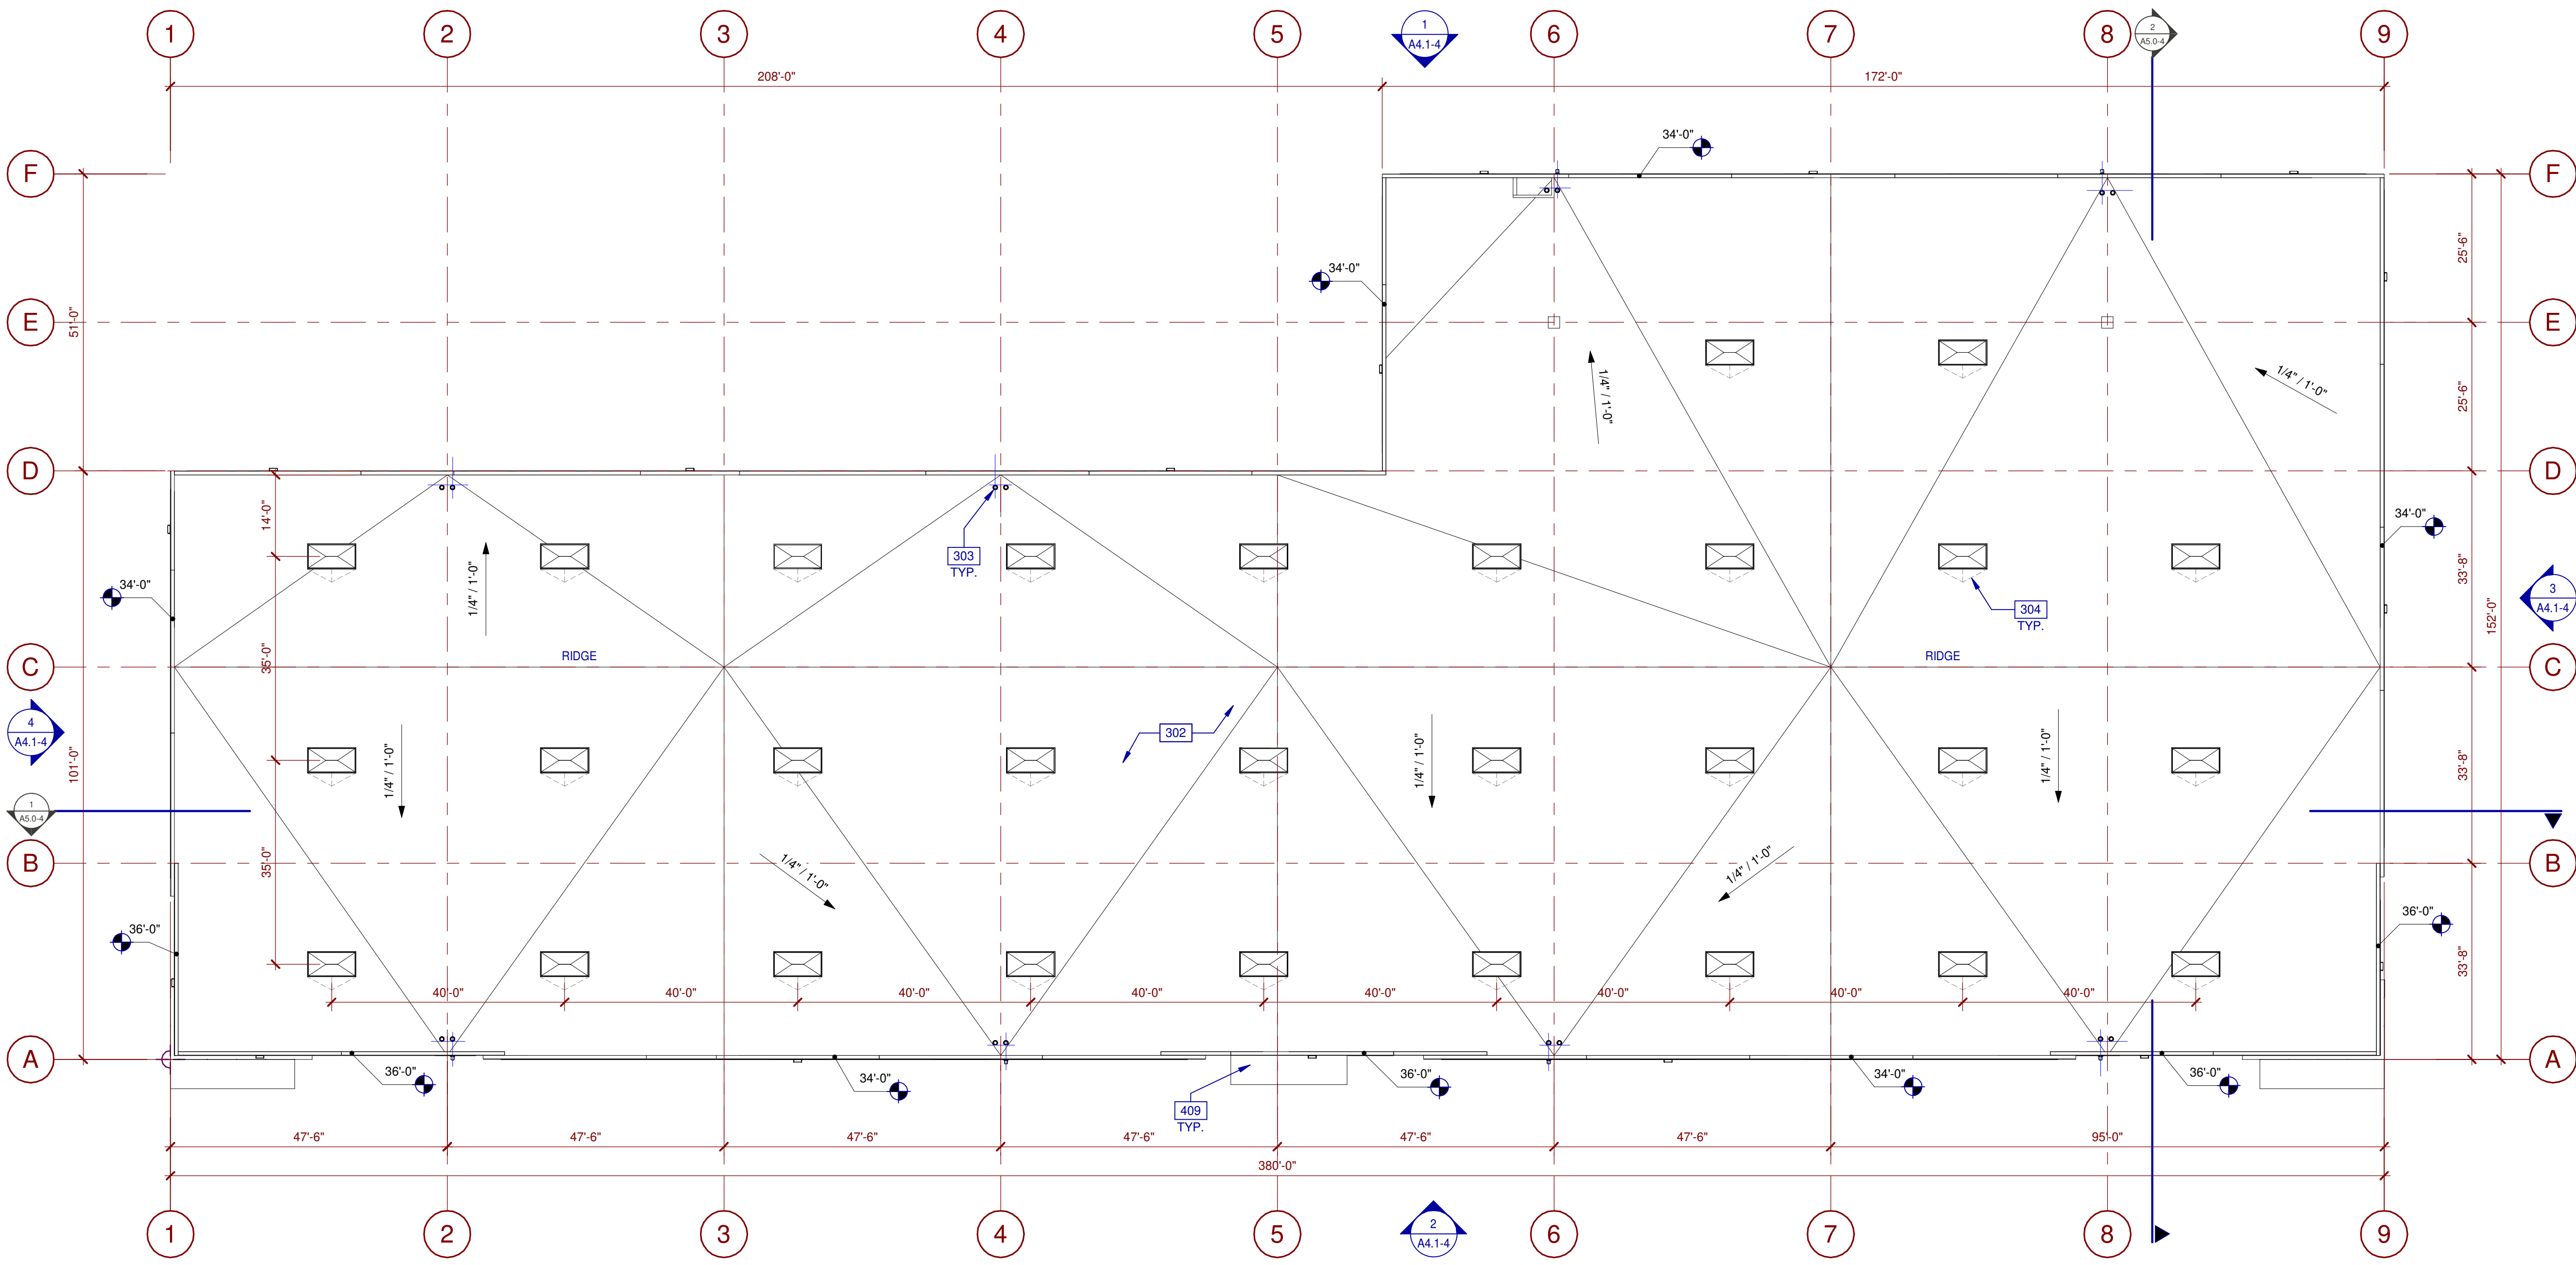 1 2 3 4 5 6 7 8 9
1
A4.1-4
2
A5.0-4
208'-0" 172'-0"
34'-0"
F F
25'-6"
34'-0"
51'-0"
E E
1/4" / 1'-0"
1/4" / 1'-0"
25'-6"
D D
14'-0"
34'-0"
303
TYP.
33'-8"
1/4" / 1'-0"
34'-0"
304
TYP.
3
A4.1-4
152'-0"
35'-0"
RIDGE RIDGE
C C
4
A4.1-4
302
101'-0"
1/4" / 1'-0"
1/4" / 1'-0"
1/4" / 1'-0"
33'-8"
1
A5.0-4
35'-0"
B B
1/4" / 1'-0"
1/4" / 1'-0"
36'-0"
36'-0"
33'-8"
40'-0" 40'-0" 40'-0" 40'-0" 40'-0" 40'-0" 40'-0" 40'-0"
A A
36'-0" 34'-0" 36'-0" 34'-0" 36'-0"
409
TYP.
47'-6" 47'-6" 47'-6" 47'-6" 47'-6" 47'-6" 95'-0"
380'-0"
1 2 3 4 5 6 7 8 9
2
A4.1-4